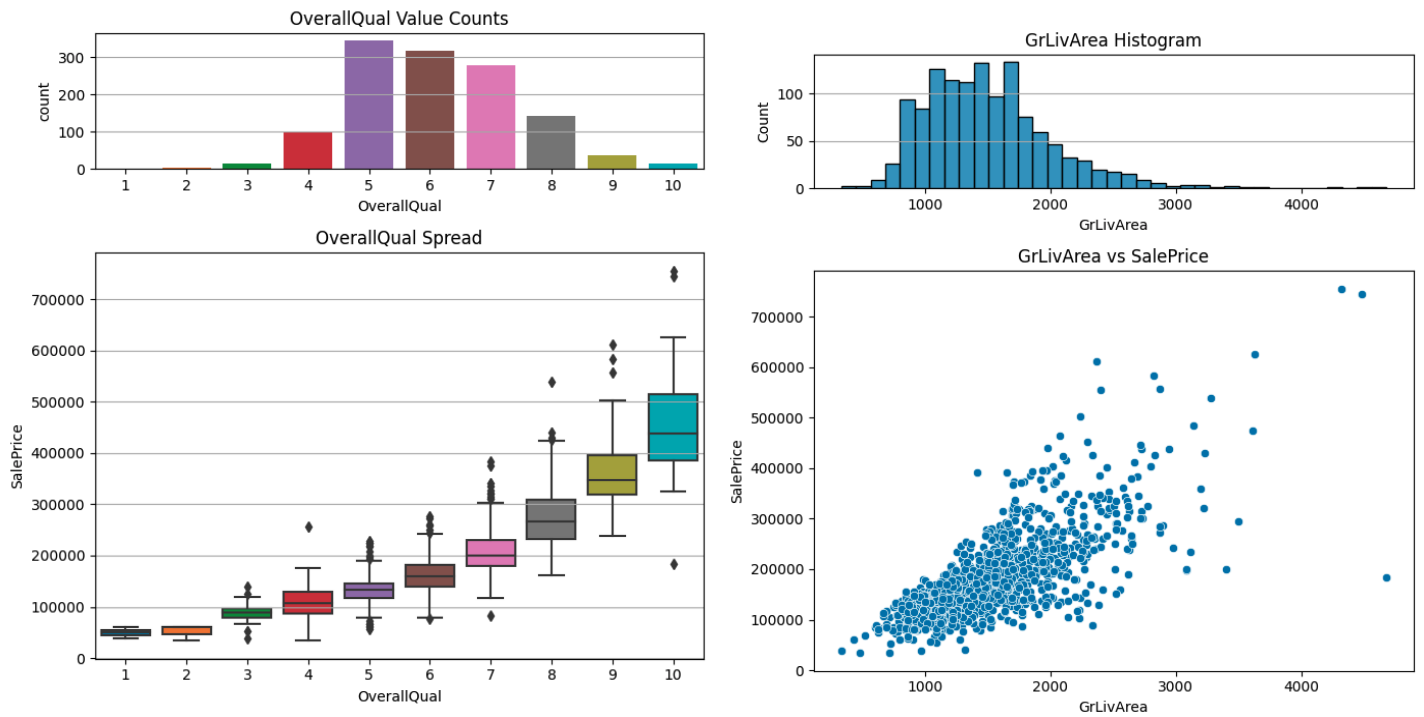 OverallQual Value Counts
300
200
100
0
count
1 2 3 4 5 6 7 8 9 10
OverallQual
OverallQual Spread
700000
600000
500000
400000
300000
200000
100000
0
SalePrice
1 2 3 4 5 6 7 8 9 10
OverallQual
GrLivArea Histogram
100
50
0
Count
1000 2000 3000 4000
GrLivArea
GrLivArea vs SalePrice
700000
600000
500000
400000
300000
200000
100000
0
SalePrice
1000 2000 3000 4000
GrLivArea